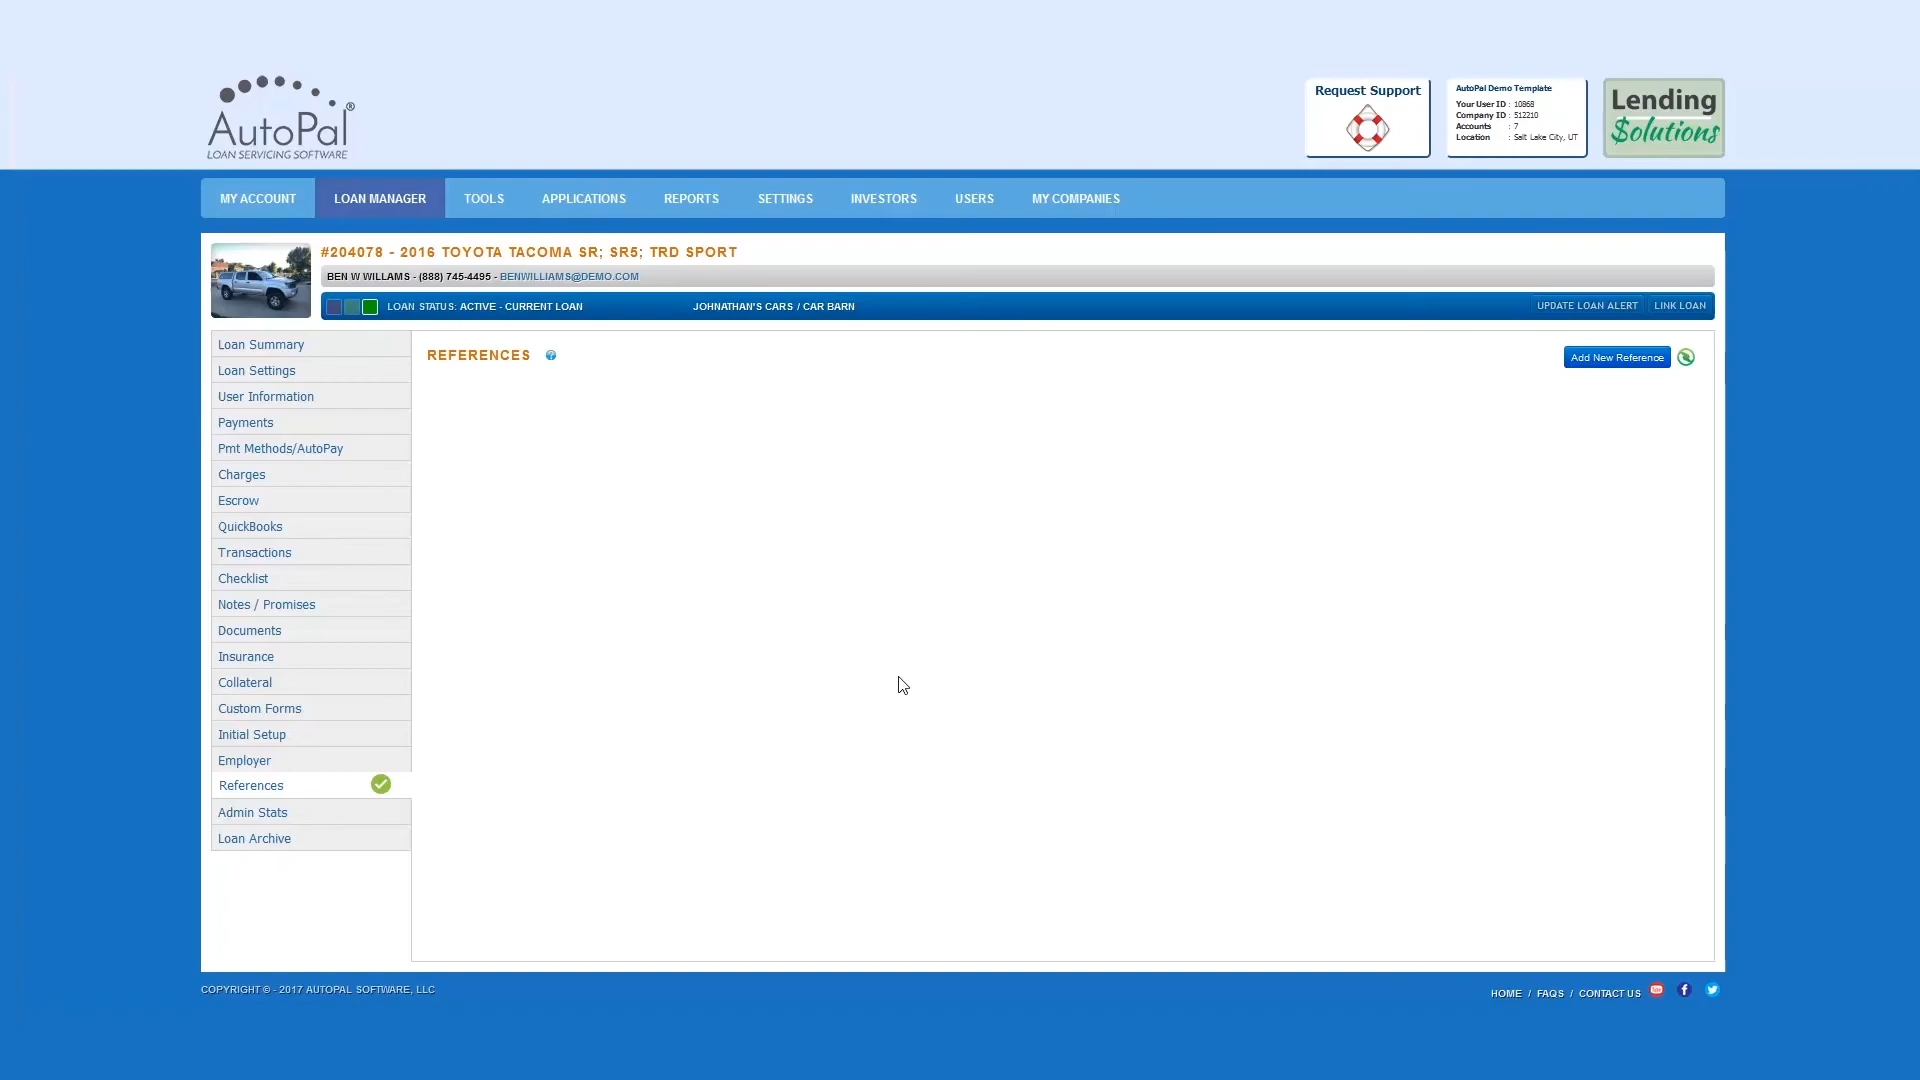 AutoPal®
LOAN SERVICING SOFTWARE
Request Support
AutoPal Demo Template
Your User ID : 10868
Company ID : 512210
Accounts : 7
Location : Salt Lake City, UT
Lending
$olutions
MY ACCOUNT LOAN MANAGER TOOLS APPLICATIONS REPORTS SETTINGS INVESTORS USERS MY COMPANIES
#204078 - 2016 TOYOTA TACOMA SR; SR5; TRD SPORT
BEN W WILLAMS - (888) 745-4495 - BENWILLIAMS@DEMO.COM
LOAN STATUS: ACTIVE - CURRENT LOAN JOHNATHAN'S CARS / CAR BARN UPDATE LOAN ALERT LINK LOAN
Loan Summary
Loan Settings
User Information
Payments
Pmt Methods/AutoPay
Charges
Escrow
QuickBooks
Transactions
Checklist
Notes / Promises
Documents
Insurance
Collateral
Custom Forms
Initial Setup
Employer
References
Admin Stats
Loan Archive
REFERENCES ?
Add New Reference
COPYRIGHT © - 2017 AUTOPAL SOFTWARE, LLC
HOME / FAQS / CONTACT US